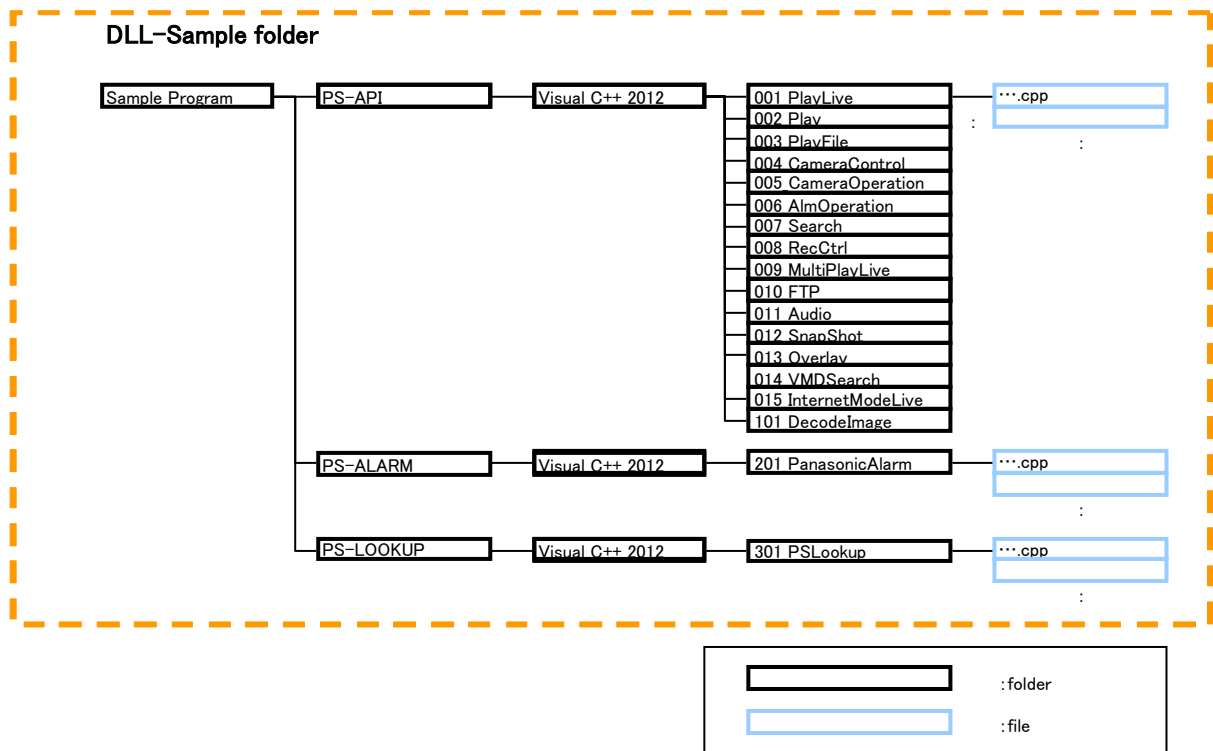 DLL-Sample folder
Sample Program
PS-API
Visual C++ 2012
001 PlayLive
….cpp
002 Play
:
003 PlayFile
:
004 CameraControl
005 CameraOperation
006 AlmOperation
007 Search
008 RecCtrl
009 MultiPlayLive
010 FTP
011 Audio
012 SnapShot
013 Overlay
014 VMDSearch
015 InternetModeLive
101 DecodeImage
PS-ALARM
Visual C++ 2012
201 PanasonicAlarm
….cpp
:
PS-LOOKUP
Visual C++ 2012
301 PSLookup
….cpp
:
:folder
:file